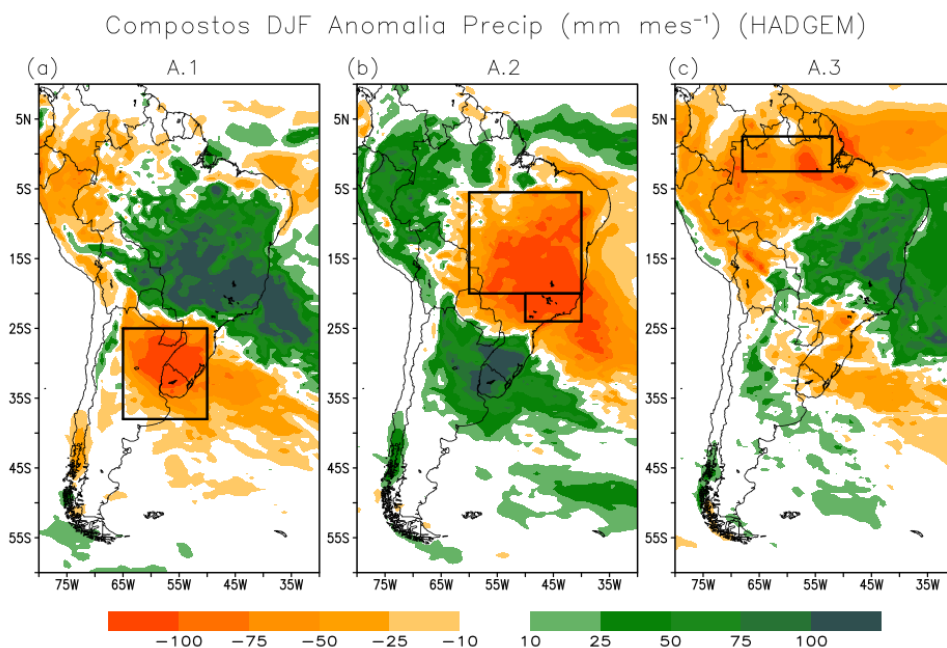 Compostos DJF Anomalia Precip (mm mes⁻¹) (HADGEM)
(a) A.1 (b) A.2 (c) A.3
5N 5N 5N
5S 5S 5S
15S 15S 15S
25S 25S 25S
35S 35S 35S
45S 45S 45S
55S 55S 55S
75W 65W 55W 45W 35W 75W 65W 55W 45W 35W 75W 65W 55W 45W 35W
−100 −75 −50 −25 −10 10 25 50 75 100